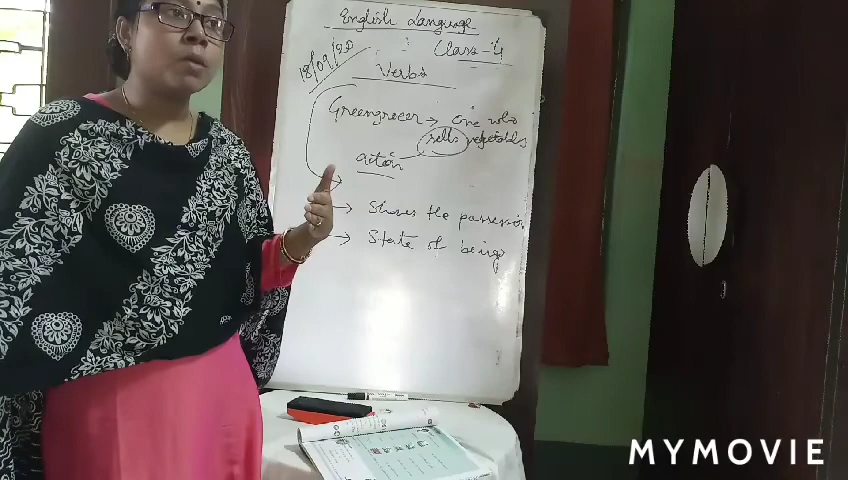 English Language
Class-4
18/09/20
Verbs
Greengrocer → one who
sells vegetables
action
→ Shows the possession
→ State of being
MYMOVIE